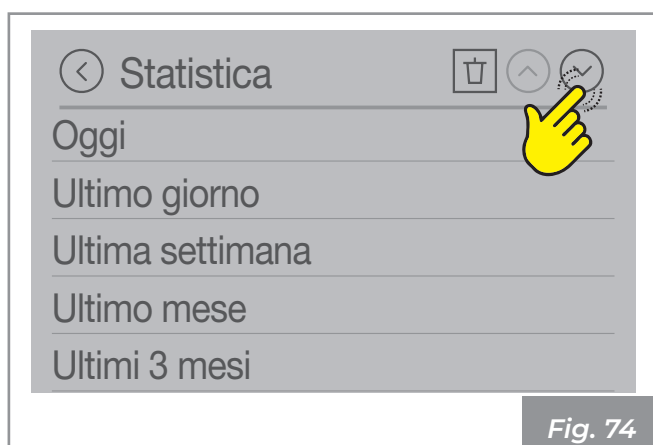 Statistica
Oggi
Ultimo giorno
Ultima settimana
Ultimo mese
Ultimi 3 mesi
Fig. 74